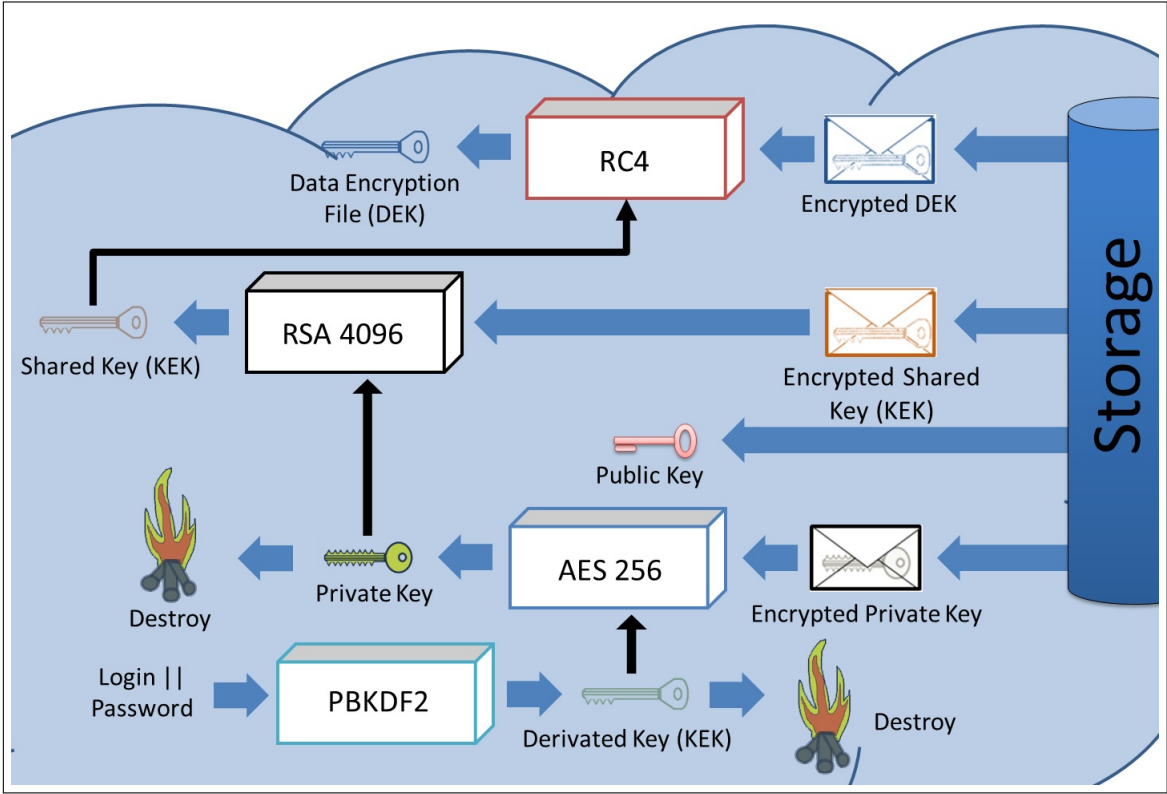 RC4
Data Encryption
File (DEK)
Encrypted DEK
Storage
RSA 4096
Shared Key (KEK)
Encrypted Shared
Key (KEK)
Public Key
AES 256
Private Key
Destroy
Encrypted Private Key
Login ||
Password
PBKDF2
Derivated Key (KEK)
Destroy